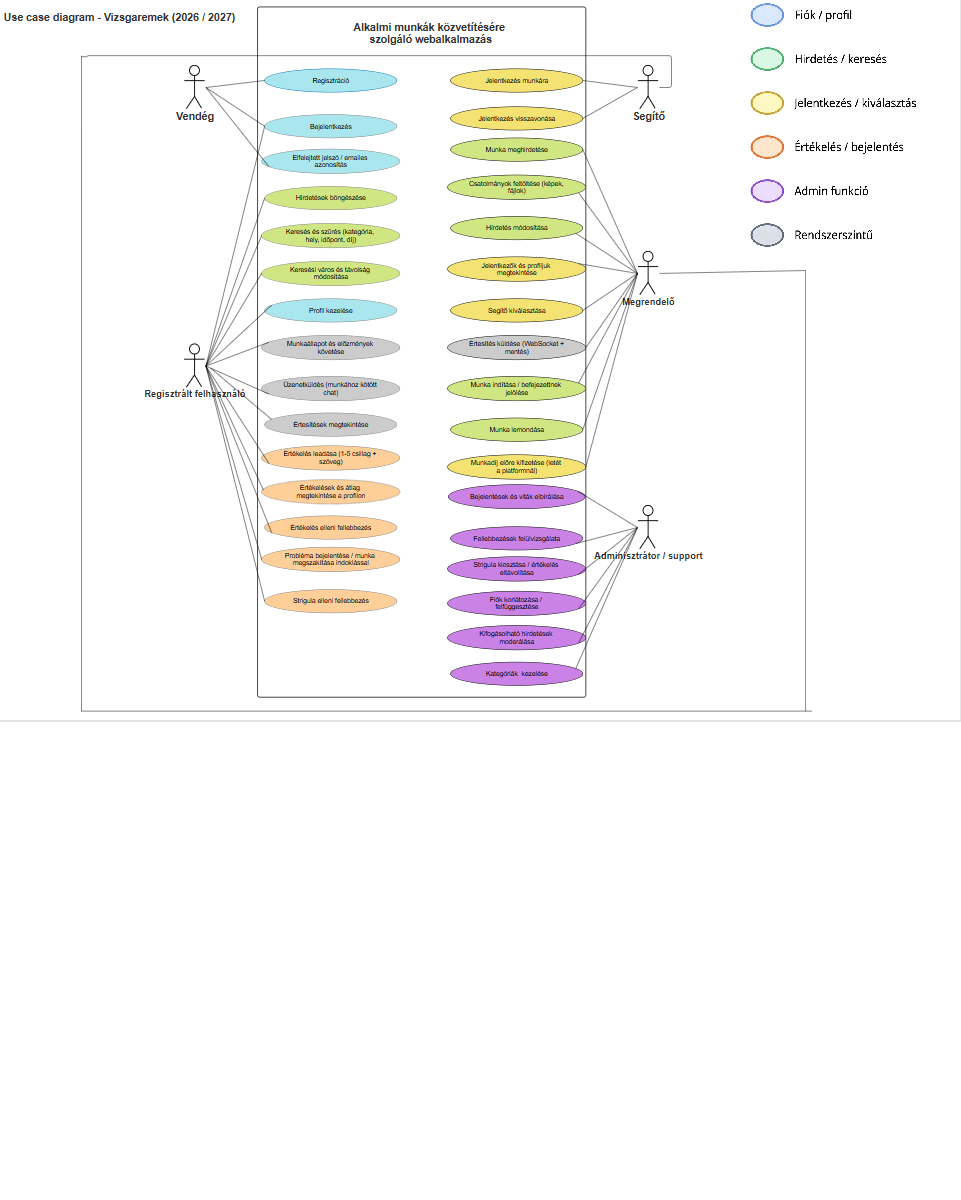 Use case diagram - Vizsgaremek (2026 / 2027)
Alkalmi munkák közvetítésére
szolgáló webalkalmazás
Vendég
Regisztrált felhasználó
Regisztráció
Bejelentkezés
Elfelejtett jelszó / emailes
azonosítás
Hirdetések böngészése
Keresés és szűrés (kategória,
hely, időpont, díj)
Keresési város és távolság
módosítása
Profil kezelése
Munkaállapot és előzmények
követése
Üzenetküldés (munkához kötött
chat)
Értesítések megtekintése
Értékelés leadása (1-5 csillag +
szöveg)
Értékelések és átlag
megtekintése a profilon
Értékelés elleni fellebbezés
Probléma bejelentése / munka
megszakítása indoklással
Strigula elleni fellebbezés
Jelentkezés munkára
Jelentkezés visszavonása
Munka meghirdetése
Csatolmányok feltöltése (képek,
fájlok)
Hirdetés módosítása
Jelentkezők és profiljuk
megtekintése
Segítő kiválasztása
Értesítés küldése (WebSocket +
mentés)
Munka indítása / befejezettnek
jelölése
Munka lemondása
Munkadíj előre kifizetése (letét
a platformnál)
Bejelentések és viták elbírálása
Fellebbezések felülvizsgálata
Strigula kiosztása / értékelés
eltávolítása
Fiók korlátozása /
felfüggesztése
Kifogásolható hirdetések
moderálása
Kategóriák kezelése
Segítő
Megrendelő
Adminisztrátor / support
Fiók / profil
Hirdetés / keresés
Jelentkezés / kiválasztás
Értékelés / bejelentés
Admin funkció
Rendszerszintű